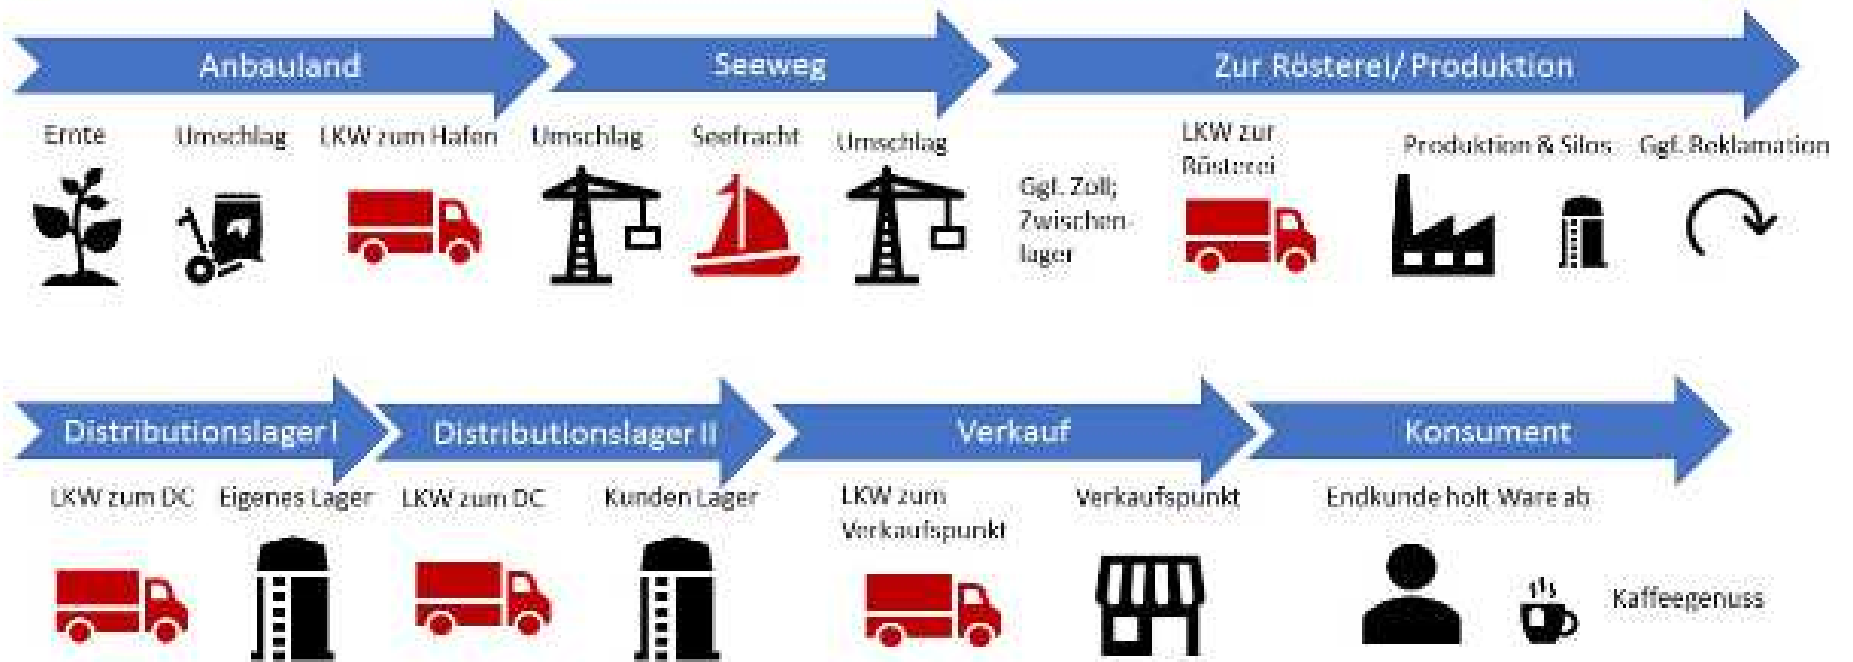 Anbauland
Seeweg
Zur Rösterei/ Produktion
Ernte
Umschlag
LKW zum Hafen
Umschlag
Seefracht
Umschlag
Ggf. Zoll;
Zwischen-
lager
LKW zur
Rösterei
Produktion & Silos
Ggf. Reklamation
Distributionslager I
Distributionslager II
Verkauf
Konsument
LKW zum DC
Eigenes Lager
LKW zum DC
Kunden Lager
LKW zum
Verkaufspunkt
Verkaufspunkt
Endkunde holt Ware ab
Kaffeegenuss